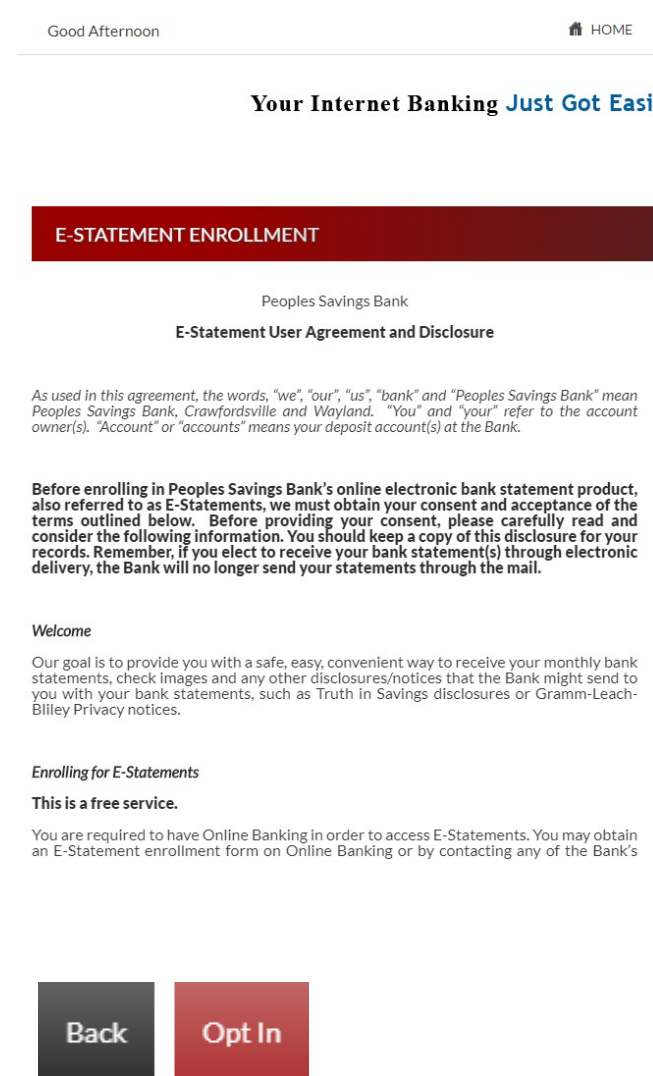 Good Afternoon
HOME
Your Internet Banking Just Got Easi
E-STATEMENT ENROLLMENT
Peoples Savings Bank
E-Statement User Agreement and Disclosure
As used in this agreement, the words, “we”, “our”, “us”, “bank” and “Peoples Savings Bank” mean
Peoples Savings Bank, Crawfordsville and Wayland. “You” and “your” refer to the account
owner(s). “Account” or “accounts” means your deposit account(s) at the Bank.
Before enrolling in Peoples Savings Bank’s online electronic bank statement product,
also referred to as E-Statements, we must obtain your consent and acceptance of the
terms outlined below. Before providing your consent, please carefully read and
consider the following information. You should keep a copy of this disclosure for your
records. Remember, if you elect to receive your bank statement(s) through electronic
delivery, the Bank will no longer send your statements through the mail.
Welcome
Our goal is to provide you with a safe, easy, convenient way to receive your monthly bank
statements, check images and any other disclosures/notices that the Bank might send to
you with your bank statements, such as Truth in Savings disclosures or Gramm-Leach-
Bliley Privacy notices.
Enrolling for E-Statements
This is a free service.
You are required to have Online Banking in order to access E-Statements. You may obtain
an E-Statement enrollment form on Online Banking or by contacting any of the Bank’s
Back
Opt In